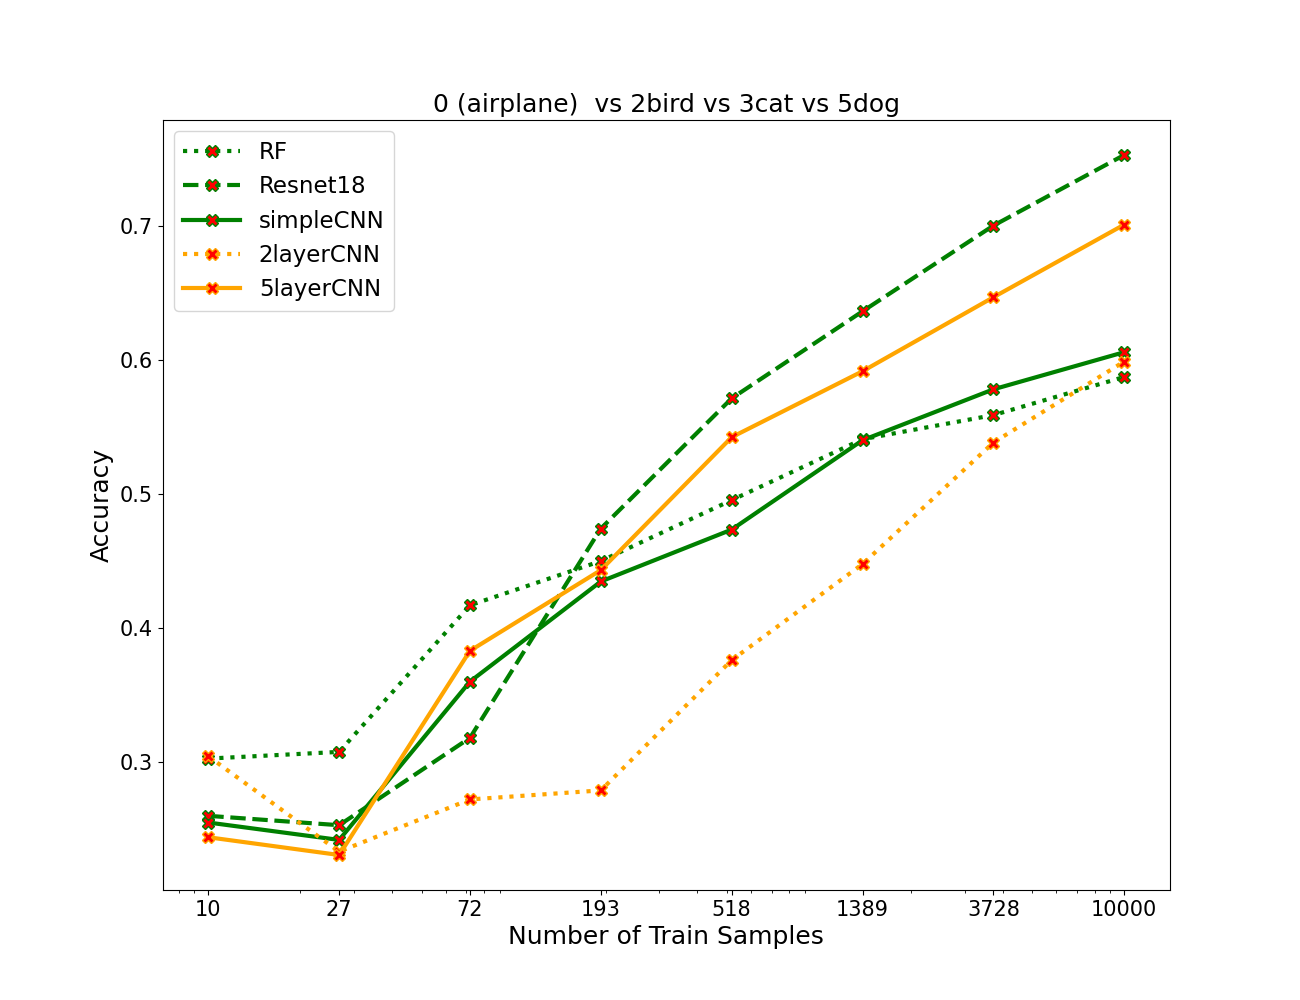 0 (airplane)  vs 2bird vs 3cat vs 5dog
RF
Resnet18
simpleCNN
2layerCNN
5layerCNN
0.7
0.6
0.5
0.4
0.3
Accuracy
10 27 72 193 518 1389 3728 10000
Number of Train Samples